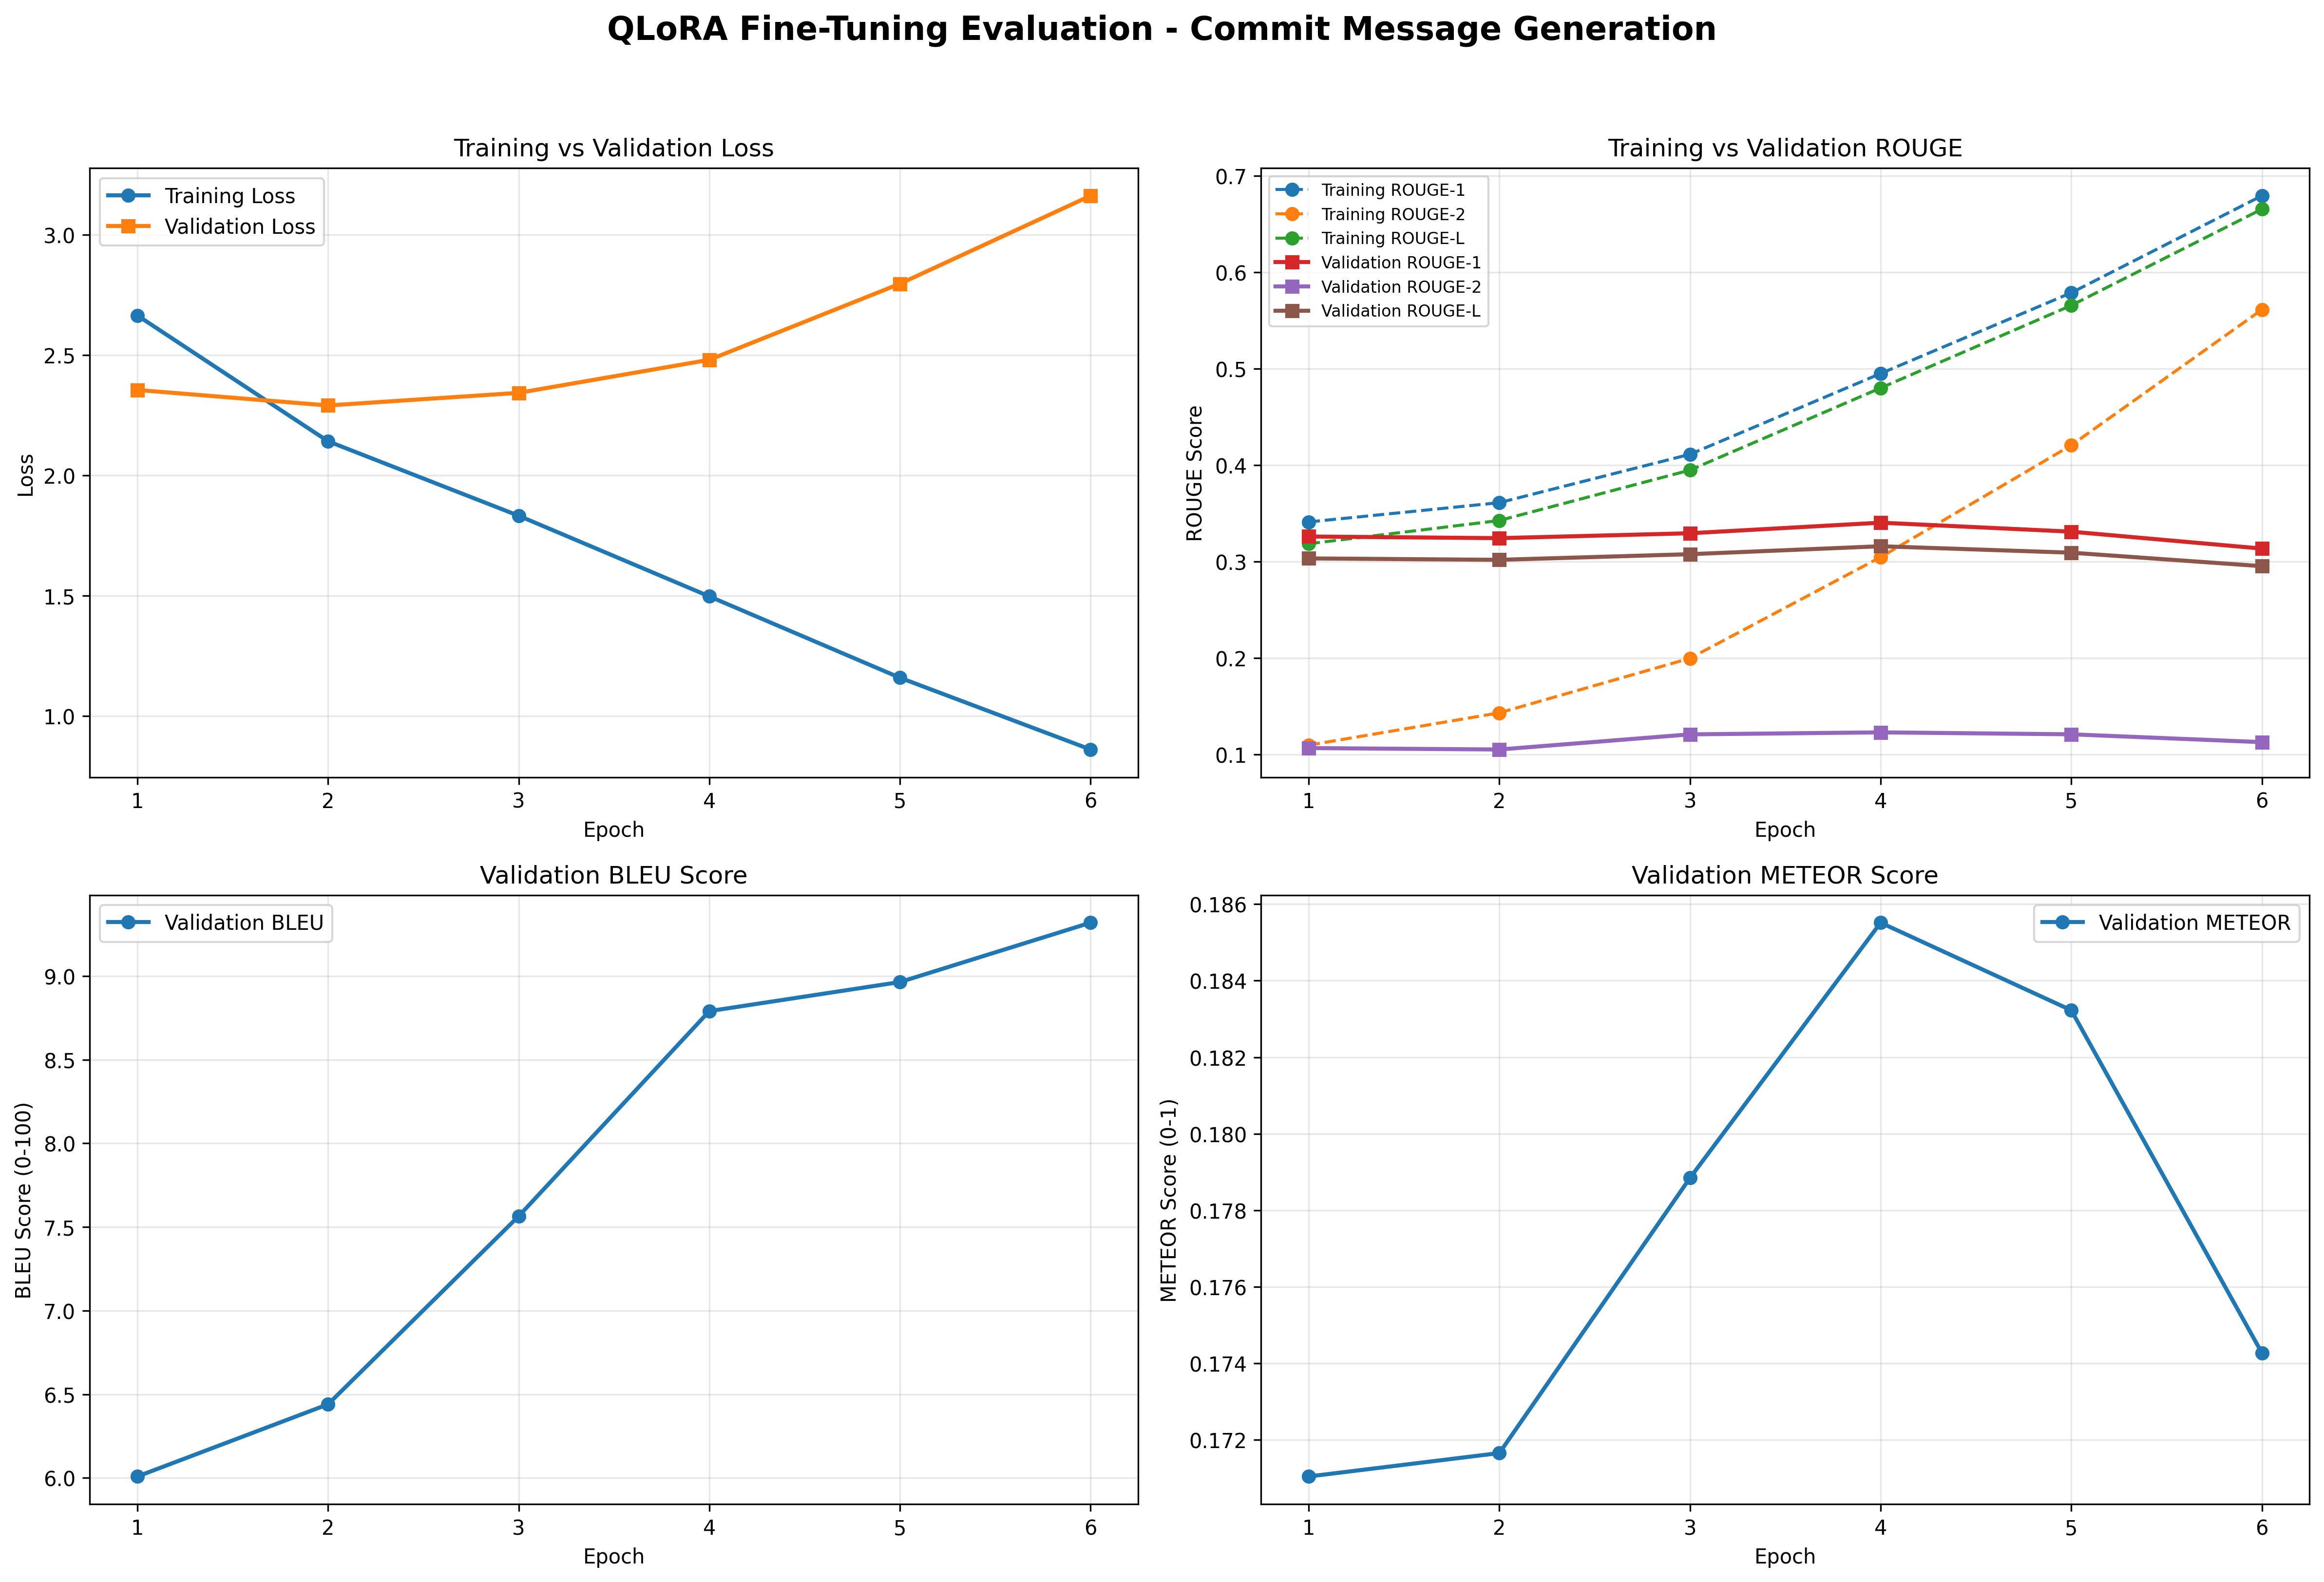 QLoRA Fine-Tuning Evaluation - Commit Message Generation
Training vs Validation Loss
Training Loss
Validation Loss
Loss
3.0
2.5
2.0
1.5
1.0
1 2 3 4 5 6
Epoch
Training vs Validation ROUGE
Training ROUGE-1
Training ROUGE-2
Training ROUGE-L
Validation ROUGE-1
Validation ROUGE-2
Validation ROUGE-L
ROUGE Score
0.7
0.6
0.5
0.4
0.3
0.2
0.1
1 2 3 4 5 6
Epoch
Validation BLEU Score
Validation BLEU
BLEU Score (0-100)
9.0
8.5
8.0
7.5
7.0
6.5
6.0
1 2 3 4 5 6
Epoch
Validation METEOR Score
Validation METEOR
METEOR Score (0-1)
0.186
0.184
0.182
0.180
0.178
0.176
0.174
0.172
1 2 3 4 5 6
Epoch